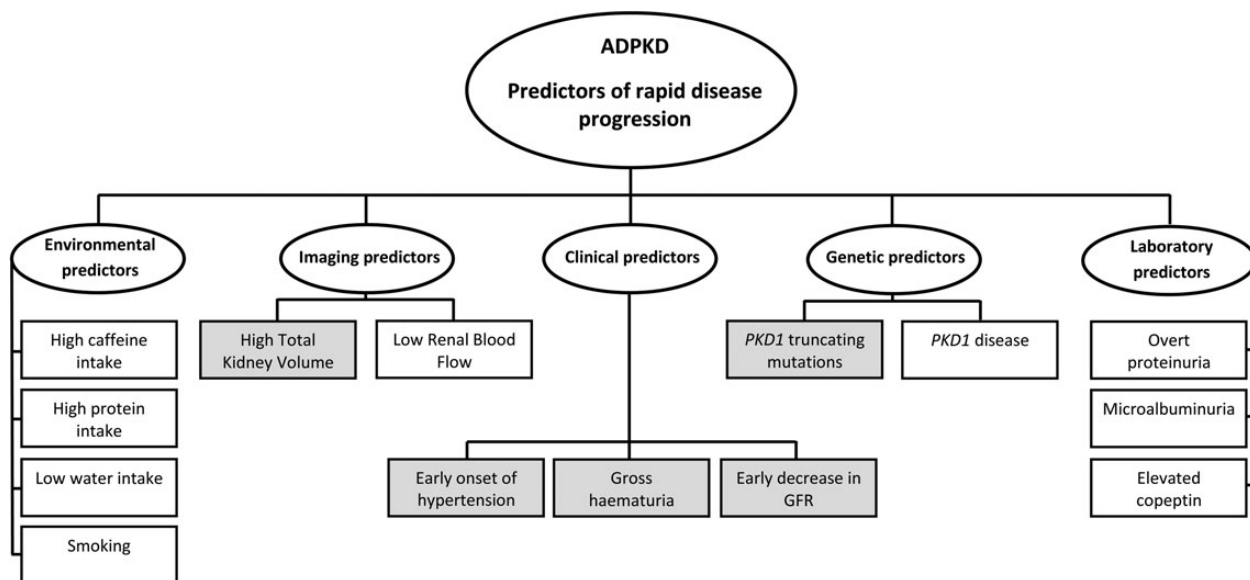 ADPKD
Predictors of rapid disease
progression
Environmental
predictors
Imaging predictors
Clinical predictors
Genetic predictors
Laboratory
predictors
High caffeine
intake
High protein
intake
Low water intake
Smoking
High Total
Kidney Volume
Low Renal Blood
Flow
Early onset of
hypertension
Gross
haematuria
Early decrease in
GFR
PKD1 truncating
mutations
PKD1 disease
Overt
proteinuria
Microalbuminuria
Elevated
copeptin